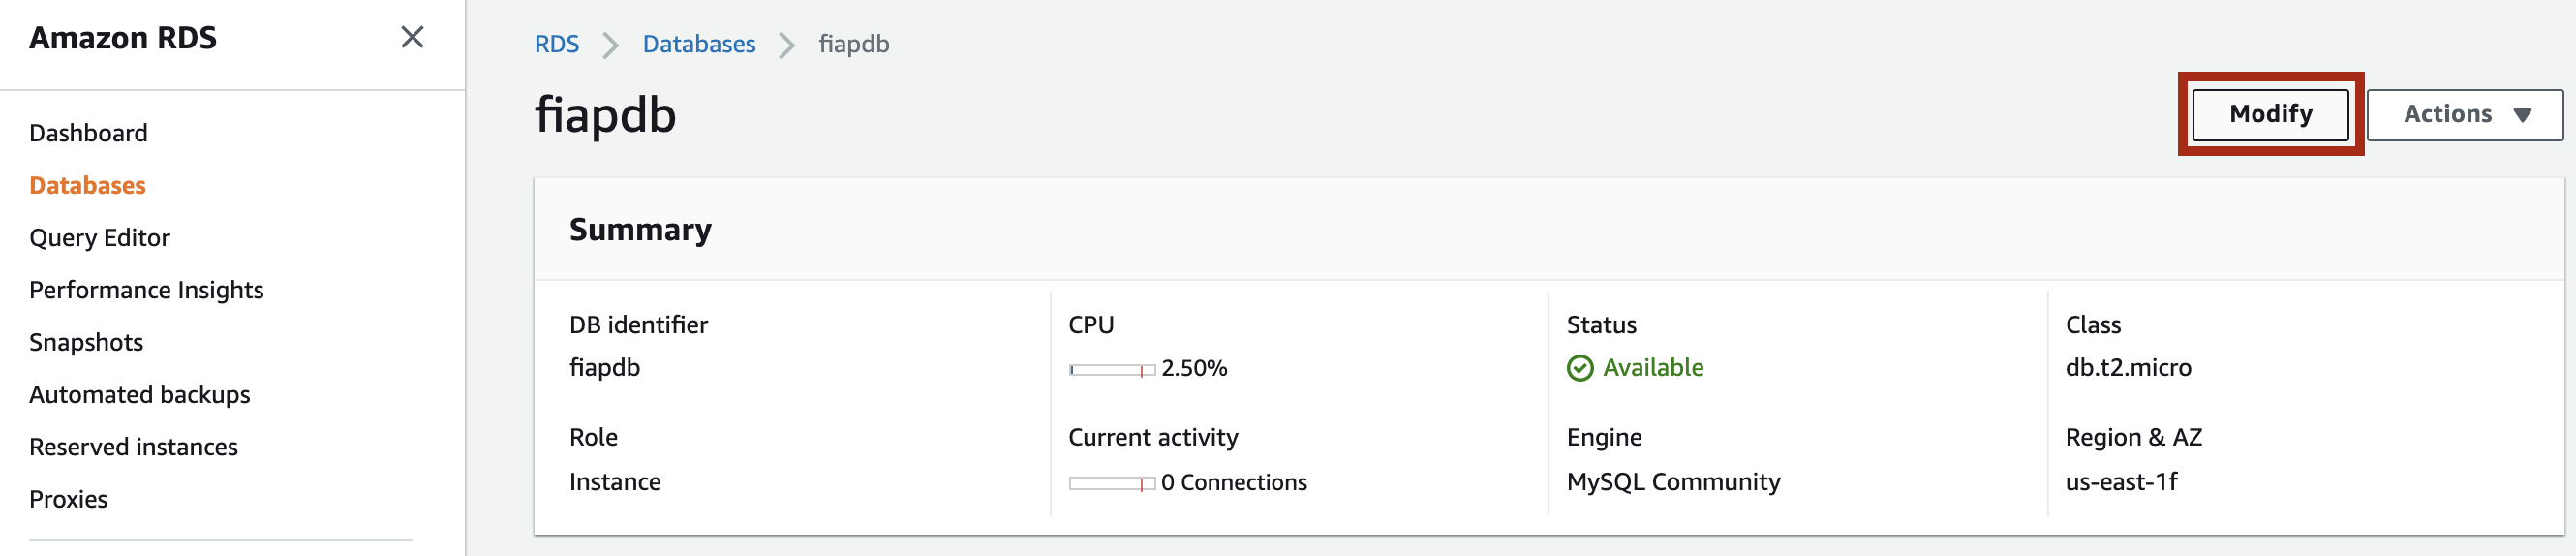 Amazon RDS
Dashboard
Databases
Query Editor
Performance Insights
Snapshots
Automated backups
Reserved instances
Proxies
RDS > Databases > fiapdb
fiapdb
Modify
Actions
Summary
DB identifier
fiapdb
CPU
2.50%
Status
Available
Class
db.t2.micro
Role
Instance
Current activity
0 Connections
Engine
MySQL Community
Region & AZ
us-east-1f